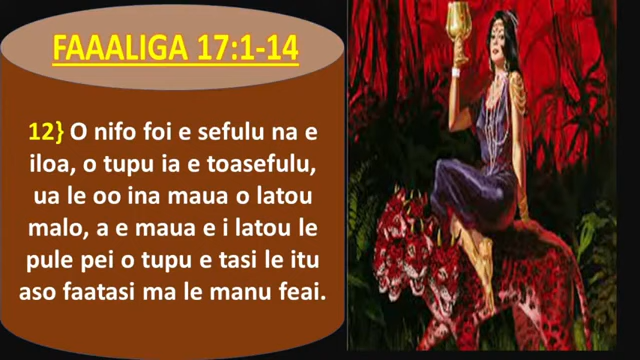 FAAALIGA 17:1-14
12} O nifo foi e sefulu na e
iloa, o tupu ia e toasefulu,
ua le oo ina maua o latou
malo, a e maua e i latou le
pule pei o tupu e tasi le itu
aso faatasi ma le manu feai.